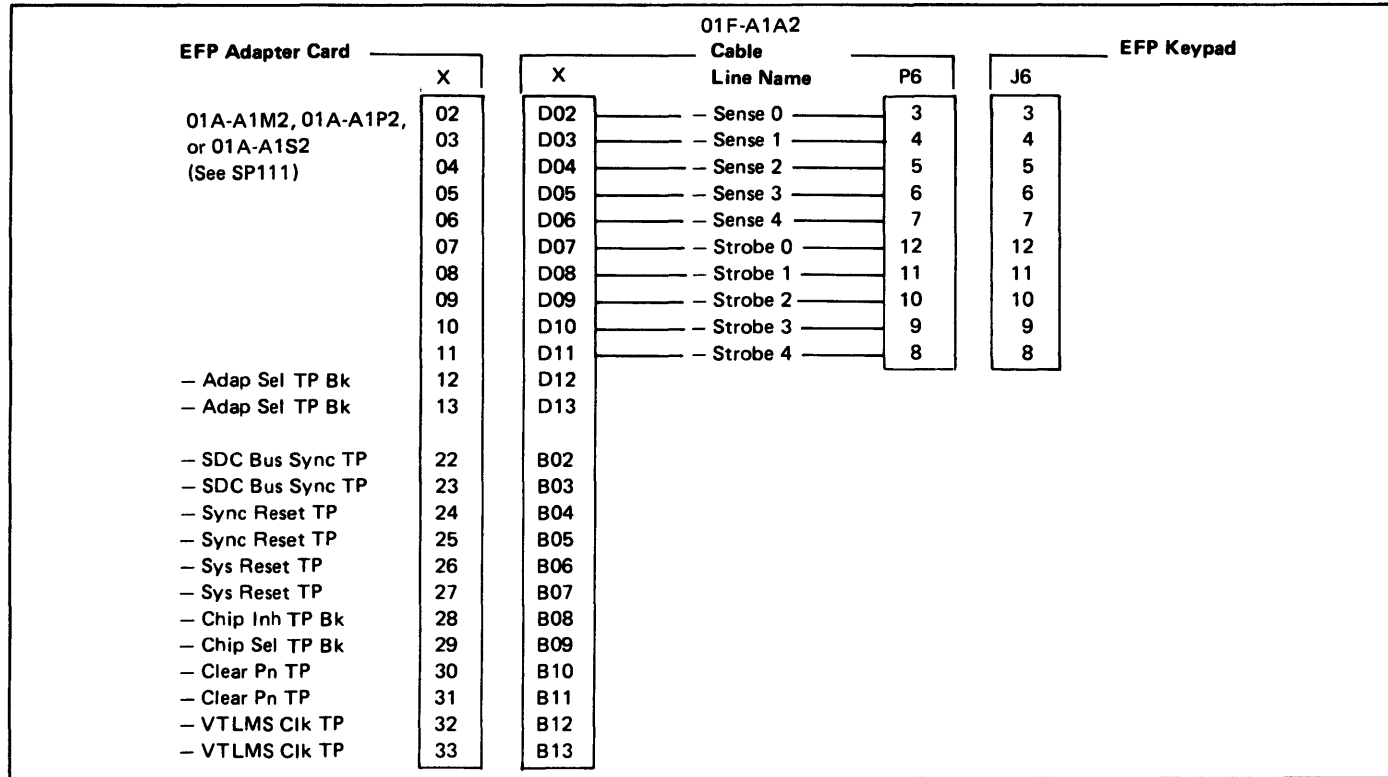 01F-A1A2
EFP Adapter Card Cable EFP Keypad
X X Line Name P6 J6
01A-A1M2, 01A-A1P2, 02 D02 – Sense 0 3 3
or 01A-A1S2 03 D03 – Sense 1 4 4
(See SP111) 04 D04 – Sense 2 5 5
05 D05 – Sense 3 6 6
06 D06 – Sense 4 7 7
07 D07 – Strobe 0 12 12
08 D08 – Strobe 1 11 11
09 D09 – Strobe 2 10 10
10 D10 – Strobe 3 9 9
11 D11 – Strobe 4 8 8
– Adap Sel TP Bk 12 D12
– Adap Sel TP Bk 13 D13
– SDC Bus Sync TP 22 B02
– SDC Bus Sync TP 23 B03
– Sync Reset TP 24 B04
– Sync Reset TP 25 B05
– Sys Reset TP 26 B06
– Sys Reset TP 27 B07
– Chip Inh TP Bk 28 B08
– Chip Sel TP Bk 29 B09
– Clear Pn TP 30 B10
– Clear Pn TP 31 B11
– VTLMS Clk TP 32 B12
– VTLMS Clk TP 33 B13